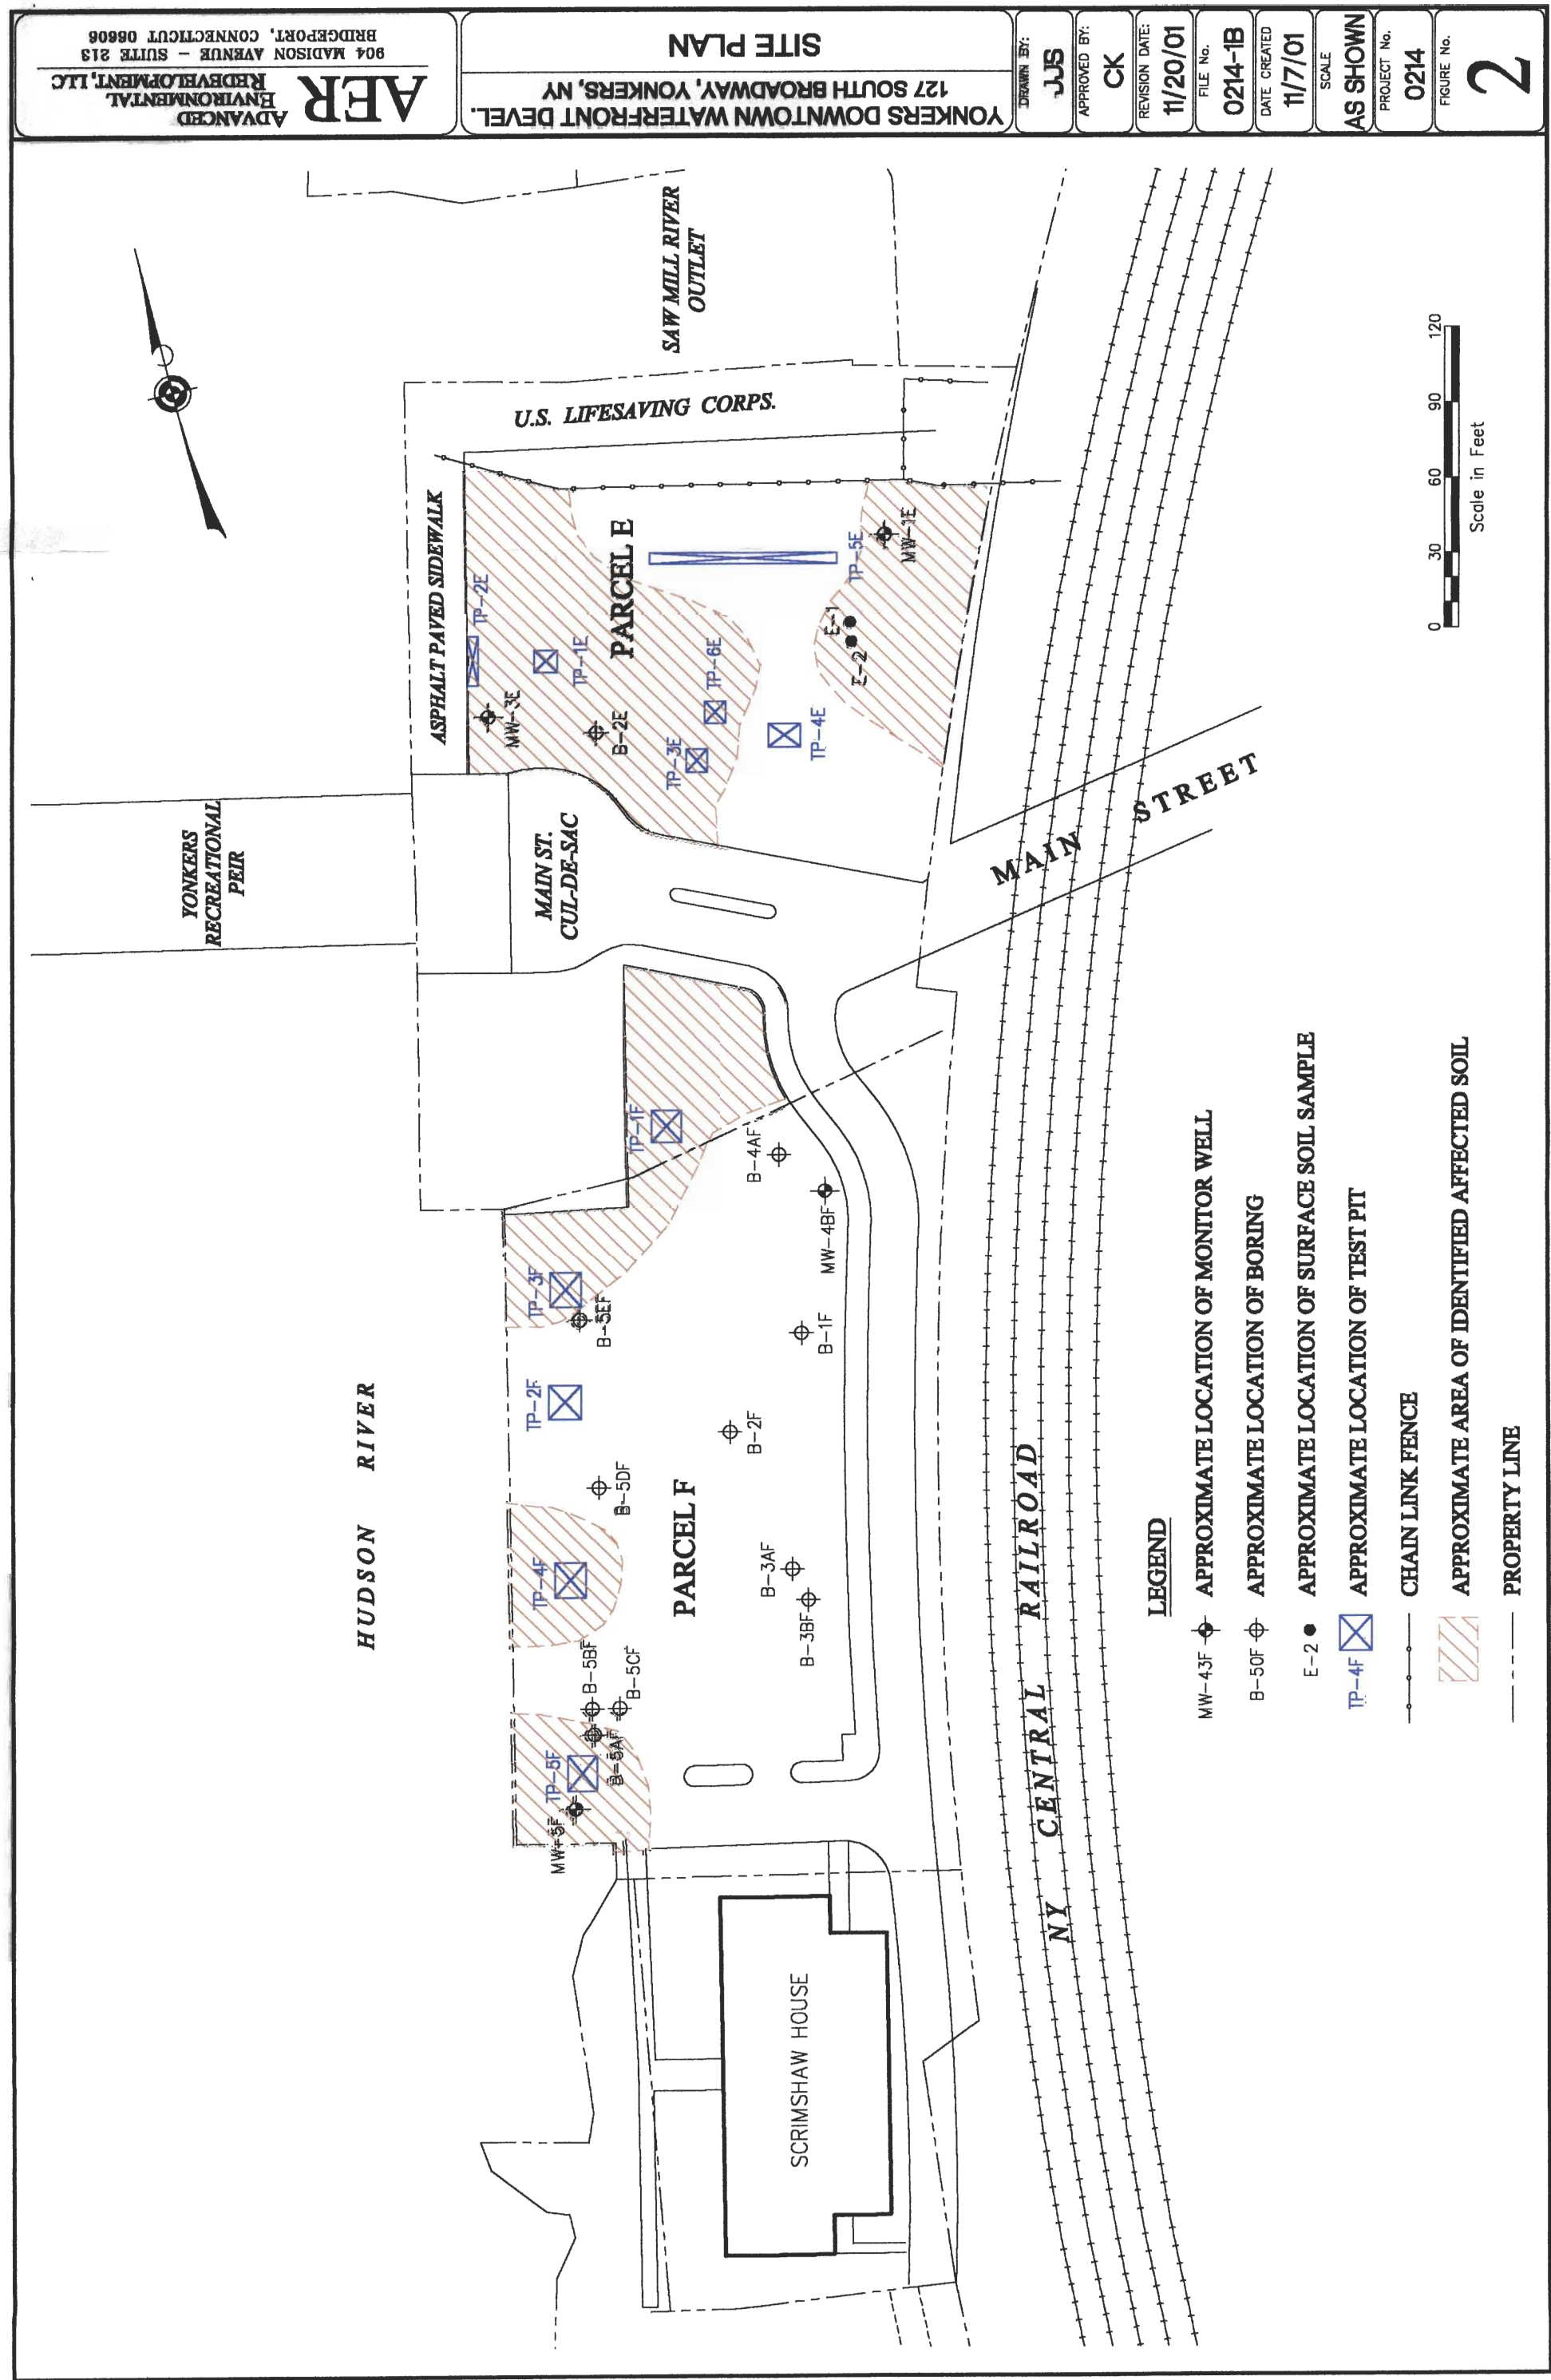 ADVANCED
ENVIRONMENTAL
REDEVELOPMENT, LLC
AER
904 MADISON AVENUE - SUITE 213
BRIDGEPORT, CONNECTICUT 06606
YONKERS DOWNTOWN WATERFRONT DEVEL.
127 SOUTH BROADWAY, YONKERS, NY
SITE PLAN
DRAWN BY:
JJS
APPROVED BY:
CK
REVISION DATE:
11/20/01
FILE No.
0214-1B
DATE CREATED
11/7/01
SCALE
AS SHOWN
PROJECT No.
0214
FIGURE No.
2
HUDSON RIVER
YONKERS
RECREATIONAL
PEIR
ASPHALT PAVED SIDEWALK
MAIN ST.
CUL-DE-SAC
U.S. LIFESAVING CORPS.
SAW MILL RIVER
OUTLET
PARCEL E
TP-2E
TP-1E
MW-3E
B-2E
TP-6E
TP-3E
TP-4E
TP-5E
MW-1E
E-1
E-2
MAIN STREET
PARCEL F
TP-1F
B-4AF
MW-4BF
TP-3F
B-5EF
B-1F
TP-2F
B-2F
B-5DF
TP-4F
B-3AF
B-3BF
B-5BF
B-5CF
B-5AF
TP-5F
MW-5F
SCRIMSHAW HOUSE
NY CENTRAL RAILROAD
LEGEND
MW-43F APPROXIMATE LOCATION OF MONITOR WELL
B-50F APPROXIMATE LOCATION OF BORING
E-2 APPROXIMATE LOCATION OF SURFACE SOIL SAMPLE
TP-4F APPROXIMATE LOCATION OF TEST PIT
CHAIN LINK FENCE
APPROXIMATE AREA OF IDENTIFIED AFFECTED SOIL
PROPERTY LINE
0 30 60 90 120
Scale in Feet